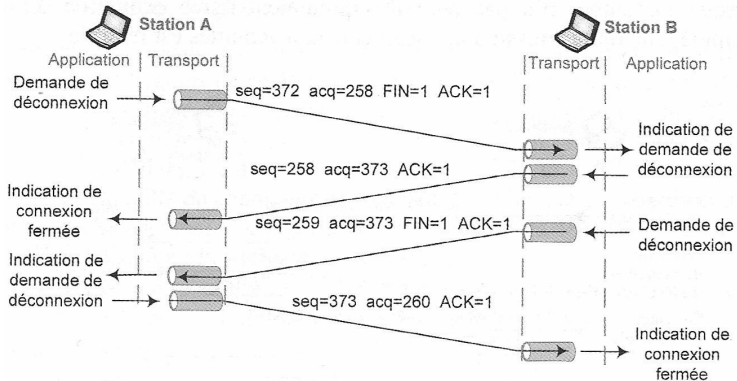 Station A
Station B
Application
Transport
Transport
Application
Demande de
déconnexion
seq=372 acq=258 FIN=1 ACK=1
Indication de
demande de
déconnexion
seq=258 acq=373 ACK=1
Indication de
connexion
fermée
seq=259 acq=373 FIN=1 ACK=1
Demande de
déconnexion
Indication de
demande de
déconnexion
seq=373 acq=260 ACK=1
Indication de
connexion
fermée